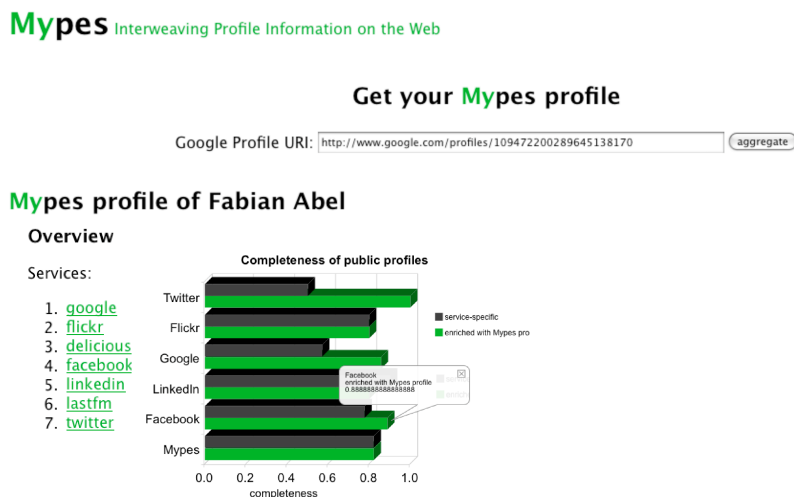 Mypes Interweaving Profile Information on the Web
Get your Mypes profile
Google Profile URI: http://www.google.com/profiles/109472200289645138170 aggregate
Mypes profile of Fabian Abel
Overview
Services:
1. google
2. flickr
3. delicious
4. facebook
5. linkedin
6. lastfm
7. twitter
Completeness of public profiles
Twitter
Flickr
Google
LinkedIn
Facebook
Mypes
0.0 0.2 0.4 0.6 0.8 1.0
completeness
service-specific
enriched with Mypes pro
Facebook
enriched with Mypes profile
0.8888888888888888